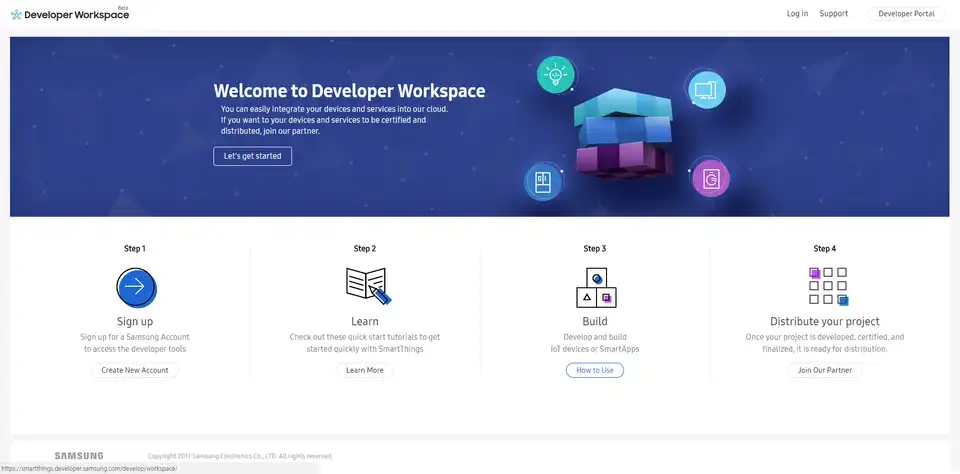 Beta
Developer Workspace
Log in
Support
Developer Portal
Welcome to Developer Workspace
You can easily integrate your devices and services into our cloud.
If you want to your devices and services to be certified and
distributed, join our partner.
Let's get started
Step 1
Sign up
Sign up for a Samsung Account
to access the developer tools
Create New Account
Step 2
Learn
Check out these quick start tutorials to get
started quickly with SmartThings
Learn More
Step 3
Build
Develop and build
IoT devices or SmartApps
How to Use
Step 4
Distribute your project
Once your project is developed, certified, and
finalized, it is ready for distribution.
Join Our Partner
SAMSUNG
Copyright 2017 Samsung Electronics Co., LTD. All rights reserved.
https://smartthings.developer.samsung.com/develop/workspace/